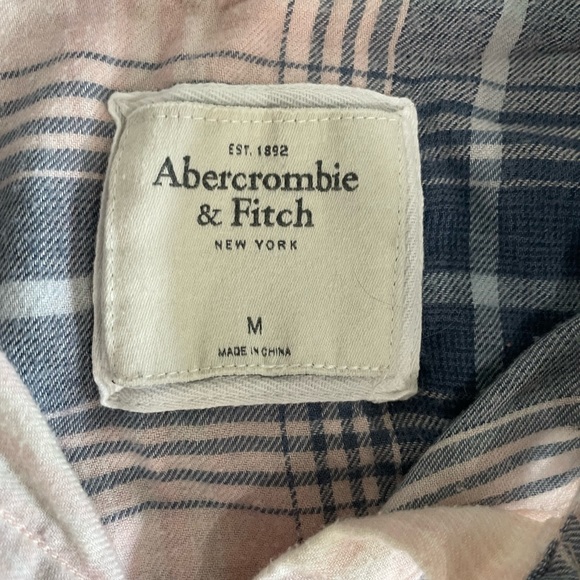 EST. 1892
Abercrombie
& Fitch
NEW YORK
M
MADE IN CHINA